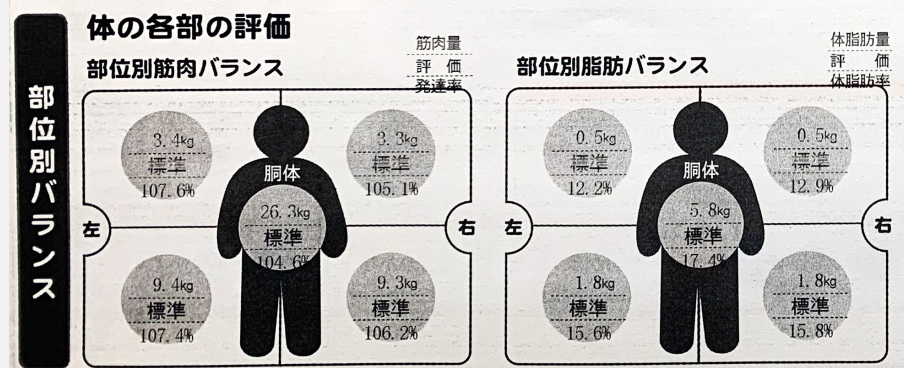 部位別バランス
体の各部の評価
部位別筋肉バランス
筋肉量
評 価
発達率
左
右
3.4kg
標準
107.6%
3.3kg
標準
105.1%
胴体
26.3kg
標準
104.6%
9.4kg
標準
107.4%
9.3kg
標準
106.2%
部位別脂肪バランス
体脂肪量
評 価
体脂肪率
左
右
0.5kg
標準
12.2%
0.5kg
標準
12.9%
胴体
5.8kg
標準
17.4%
1.8kg
標準
15.6%
1.8kg
標準
15.8%